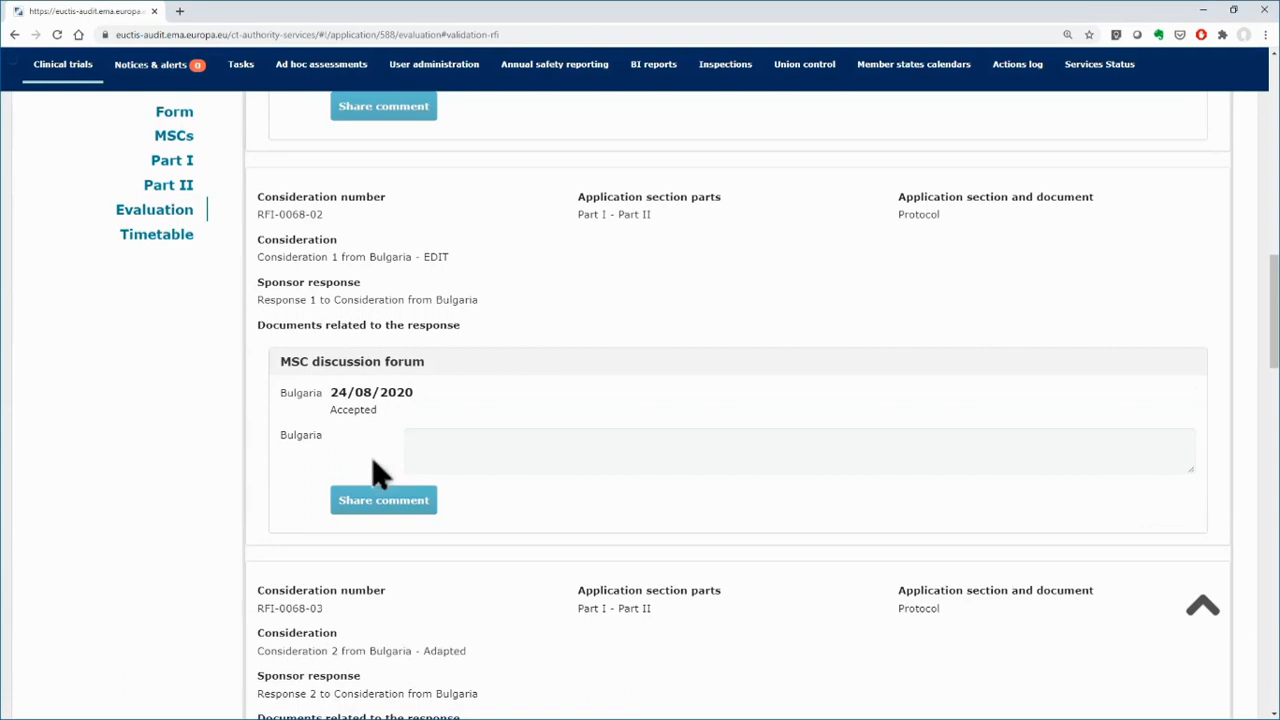 https://euctis-audit.ema.europa.
euctis-audit.ema.europa.eu/ct-authority-services/#!/application/588/evaluation#validation-rfi
Clinical trials Notices & alerts 0 Tasks Ad hoc assessments User administration Annual safety reporting BI reports Inspections Union control Member states calendars Actions log Services Status
Form
MSCs
Part I
Part II
Evaluation
Timetable
Share comment
Consideration number Application section parts Application section and document
RFI-0068-02 Part I - Part II Protocol
Consideration
Consideration 1 from Bulgaria - EDIT
Sponsor response
Response 1 to Consideration from Bulgaria
Documents related to the response
MSC discussion forum
Bulgaria 24/08/2020
Accepted
Bulgaria
Share comment
Consideration number Application section parts Application section and document
RFI-0068-03 Part I - Part II Protocol
Consideration
Consideration 2 from Bulgaria - Adapted
Sponsor response
Response 2 to Consideration from Bulgaria
Documents related to the response